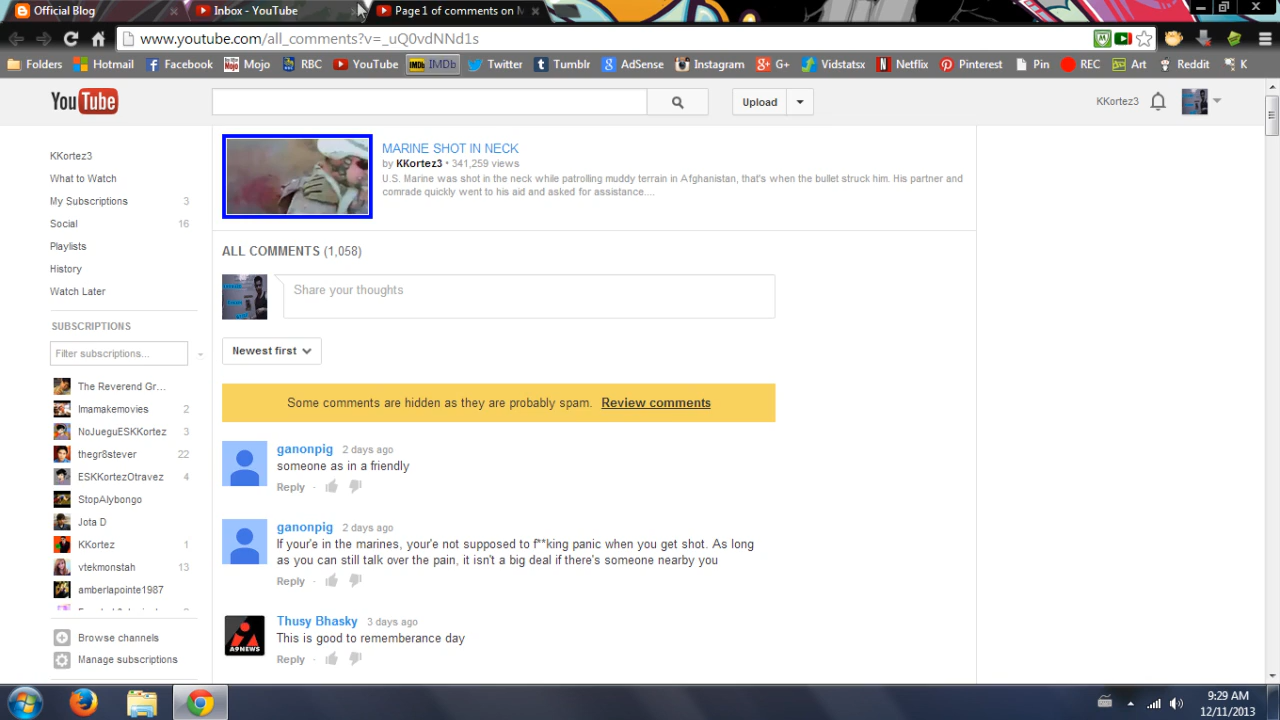 Official Blog
Inbox - YouTube
Page 1 of comments on M
www.youtube.com/all_comments?v=_uQ0vdNNd1s
Folders Hotmail Facebook Mojo RBC YouTube IMDb Twitter Tumblr AdSense Instagram G+ Vidstatsx Netflix Pinterest Pin REC Art Reddit K
YouTube
Upload
KKortez3
KKortez3
What to Watch
My Subscriptions 3
Social 16
Playlists
History
Watch Later
SUBSCRIPTIONS
Filter subscriptions...
The Reverend Gr...
Imamakemovies 2
NoJueguESKKortez 3
thegr8stever 22
ESKKortezOtravez 4
StopAlybongo
Jota D
KKortez 1
vtekmonstah 13
amberlapointe1987
Browse channels
Manage subscriptions
MARINE SHOT IN NECK
by KKortez3 • 341,259 views
U.S. Marine was shot in the neck while patrolling muddy terrain in Afghanistan, that's when the bullet struck him. His partner and
comrade quickly went to his aid and asked for assistance....
ALL COMMENTS (1,058)
Share your thoughts
Newest first
Some comments are hidden as they are probably spam. Review comments
ganonpig 2 days ago
someone as in a friendly
Reply
ganonpig 2 days ago
If your'e in the marines, your'e not supposed to f**king panic when you get shot. As long
as you can still talk over the pain, it isn't a big deal if there's someone nearby you
Reply
Thusy Bhasky 3 days ago
A9NEWS
This is good to rememberance day
Reply
9:29 AM
12/11/2013